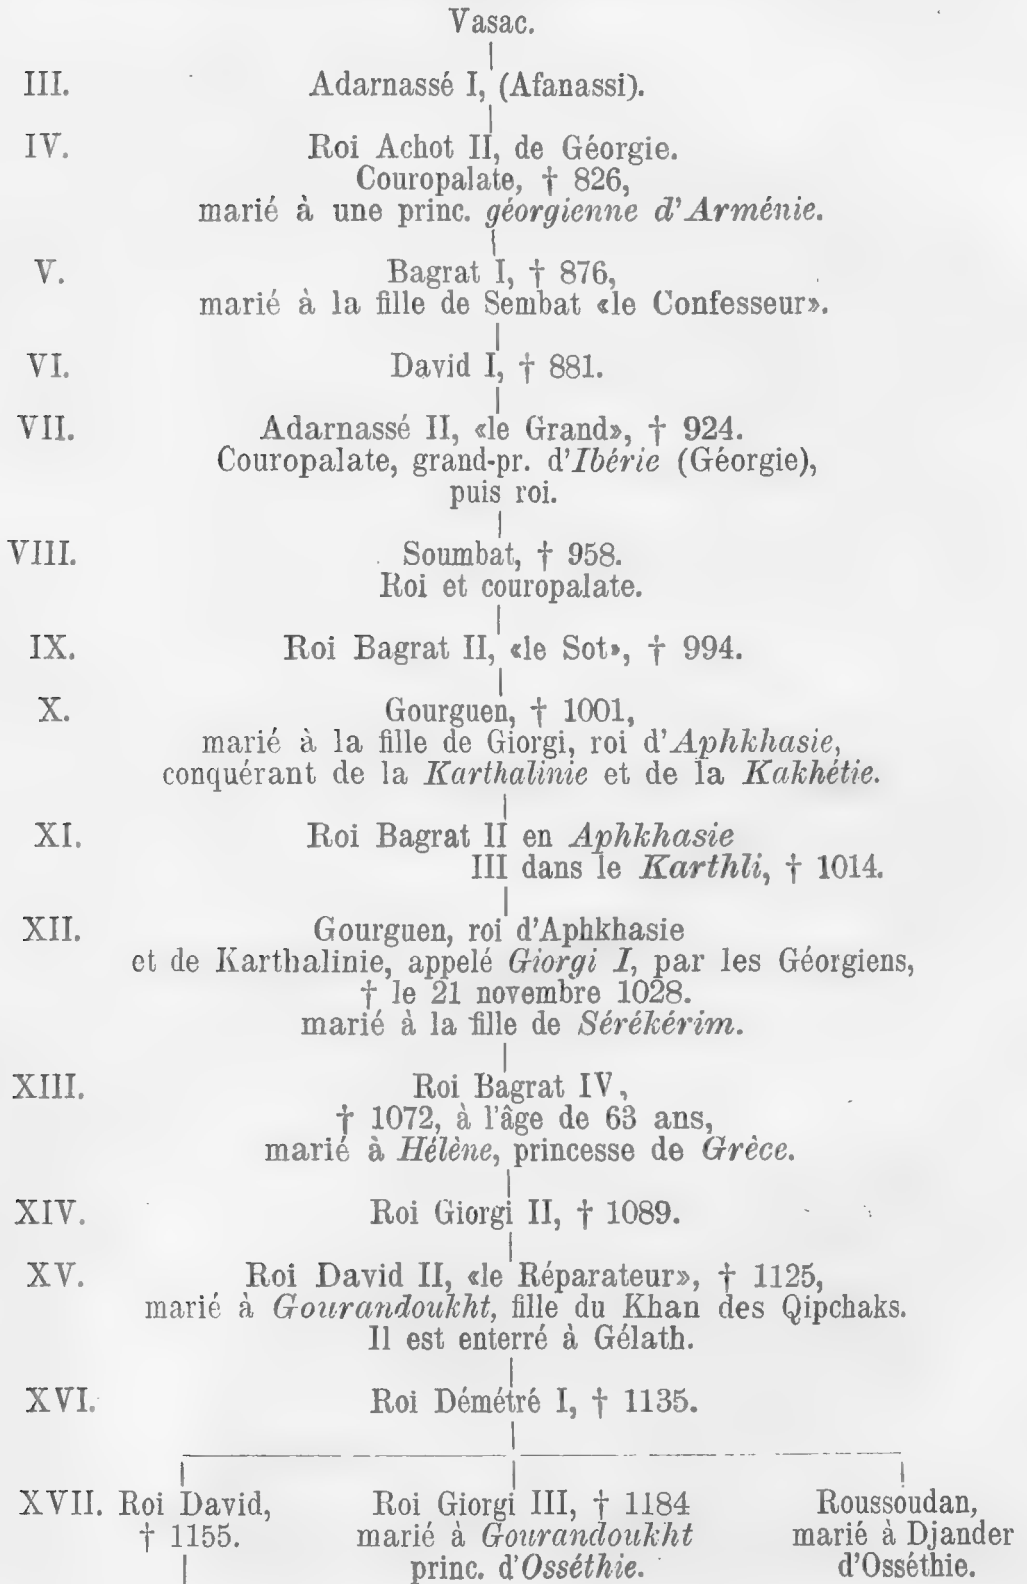 Vasac.
III. Adarnassé I, (Afanassi).
IV. Roi Achot II, de Géorgie.
Couropalate, † 826,
marié à une princ. géorgienne d'Arménie.
V. Bagrat I, † 876,
marié à la fille de Sembat «le Confesseur».
VI. David I, † 881.
VII. Adarnassé II, «le Grand», † 924.
Couropalate, grand-pr. d'Ibérie (Géorgie),
puis roi.
VIII. Soumbat, † 958.
Roi et couropalate.
IX. Roi Bagrat II, «le Sot», † 994.
X. Gourguen, † 1001,
marié à la fille de Giorgi, roi d'Aphkhasie,
conquérant de la Karthalinie et de la Kakhétie.
XI. Roi Bagrat II en Aphkhasie
III dans le Karthli, † 1014.
XII. Gourguen, roi d'Aphkhasie
et de Karthalinie, appelé Giorgi I, par les Géorgiens,
† le 21 novembre 1028.
marié à la fille de Sérékérim.
XIII. Roi Bagrat IV,
† 1072, à l'âge de 63 ans,
marié à Hélène, princesse de Grèce.
XIV. Roi Giorgi II, † 1089.
XV. Roi David II, «le Réparateur», † 1125,
marié à Gourandoukht, fille du Khan des Qipchaks.
Il est enterré à Gélath.
XVI. Roi Démétré I, † 1135.
XVII. Roi David, Roi Giorgi III, † 1184 Roussoudan,
† 1155. marié à Gourandoukht marié à Djander
princ. d'Osséthie. d'Osséthie.